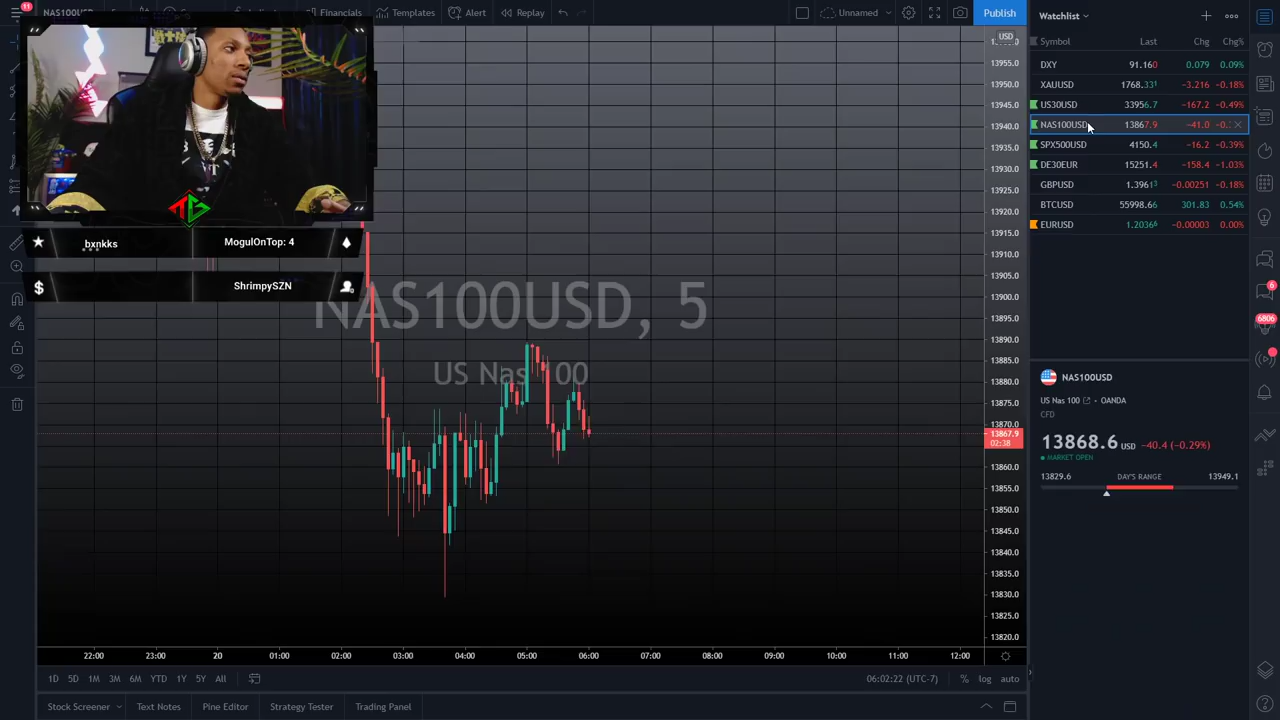 11
NAS100USD
Financials
Templates
Alert
Replay
Unnamed
Publish
bxnkks
MogulOnTop: 4
$
ShrimpySZN
NAS100USD, 5
US Nas 100
USD
13955.0
13950.0
13945.0
13940.0
13935.0
13930.0
13925.0
13920.0
13915.0
13910.0
13905.0
13900.0
13895.0
13890.0
13885.0
13880.0
13875.0
13870.0
13867.9
02:38
13860.0
13855.0
13850.0
13845.0
13840.0
13835.0
13830.0
13825.0
13820.0
22:00 23:00 20 01:00 02:00 03:00 04:00 05:00 06:00 07:00 08:00 09:00 10:00 11:00 12:00
1D 5D 1M 3M 6M YTD 1Y 5Y All
06:02:22 (UTC-7) % log auto
Stock Screener Text Notes Pine Editor Strategy Tester Trading Panel
Watchlist
Symbol Last Chg Chg%
DXY 91.160 0.079 0.09%
XAUUSD 1768.331 −3.216 −0.18%
US30USD 33956.7 −167.2 −0.49%
NAS100USD 13867.9 −41.0 −0.
SPX500USD 4150.4 −16.2 −0.39%
DE30EUR 15251.4 −158.4 −1.03%
GBPUSD 1.39613 −0.00251 −0.18%
BTCUSD 55998.66 301.83 0.54%
EURUSD 1.20366 −0.00003 0.00%
6
6806
NAS100USD
US Nas 100 • OANDA
CFD
13868.6 USD −40.4 (−0.29%)
MARKET OPEN
13829.6 DAY'S RANGE 13949.1